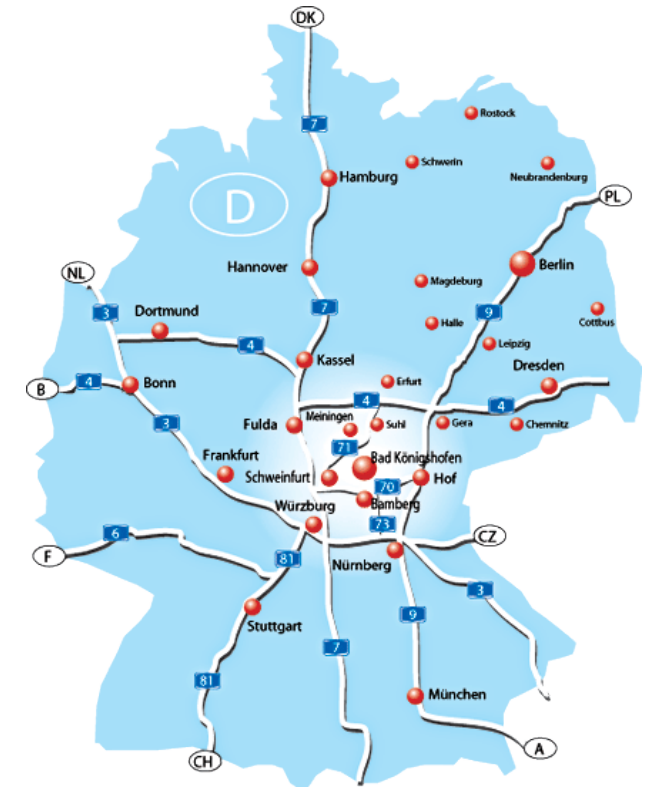 DK
7
Rostock
Schwerin
Neubrandenburg
Hamburg
PL
D
Hannover
Berlin
NL
Magdeburg
3
Dortmund
7
9
Cottbus
Halle
4
Leipzig
Kassel
Dresden
B
4
Bonn
Erfurt
4
4
3
Fulda
Meiningen
Suhl
Gera
Chemnitz
71
Frankfurt
Bad Königshofen
Schweinfurt
70
Hof
Würzburg
Bamberg
73
6
CZ
F
81
Nürnberg
3
Stuttgart
9
7
81
München
CH
A